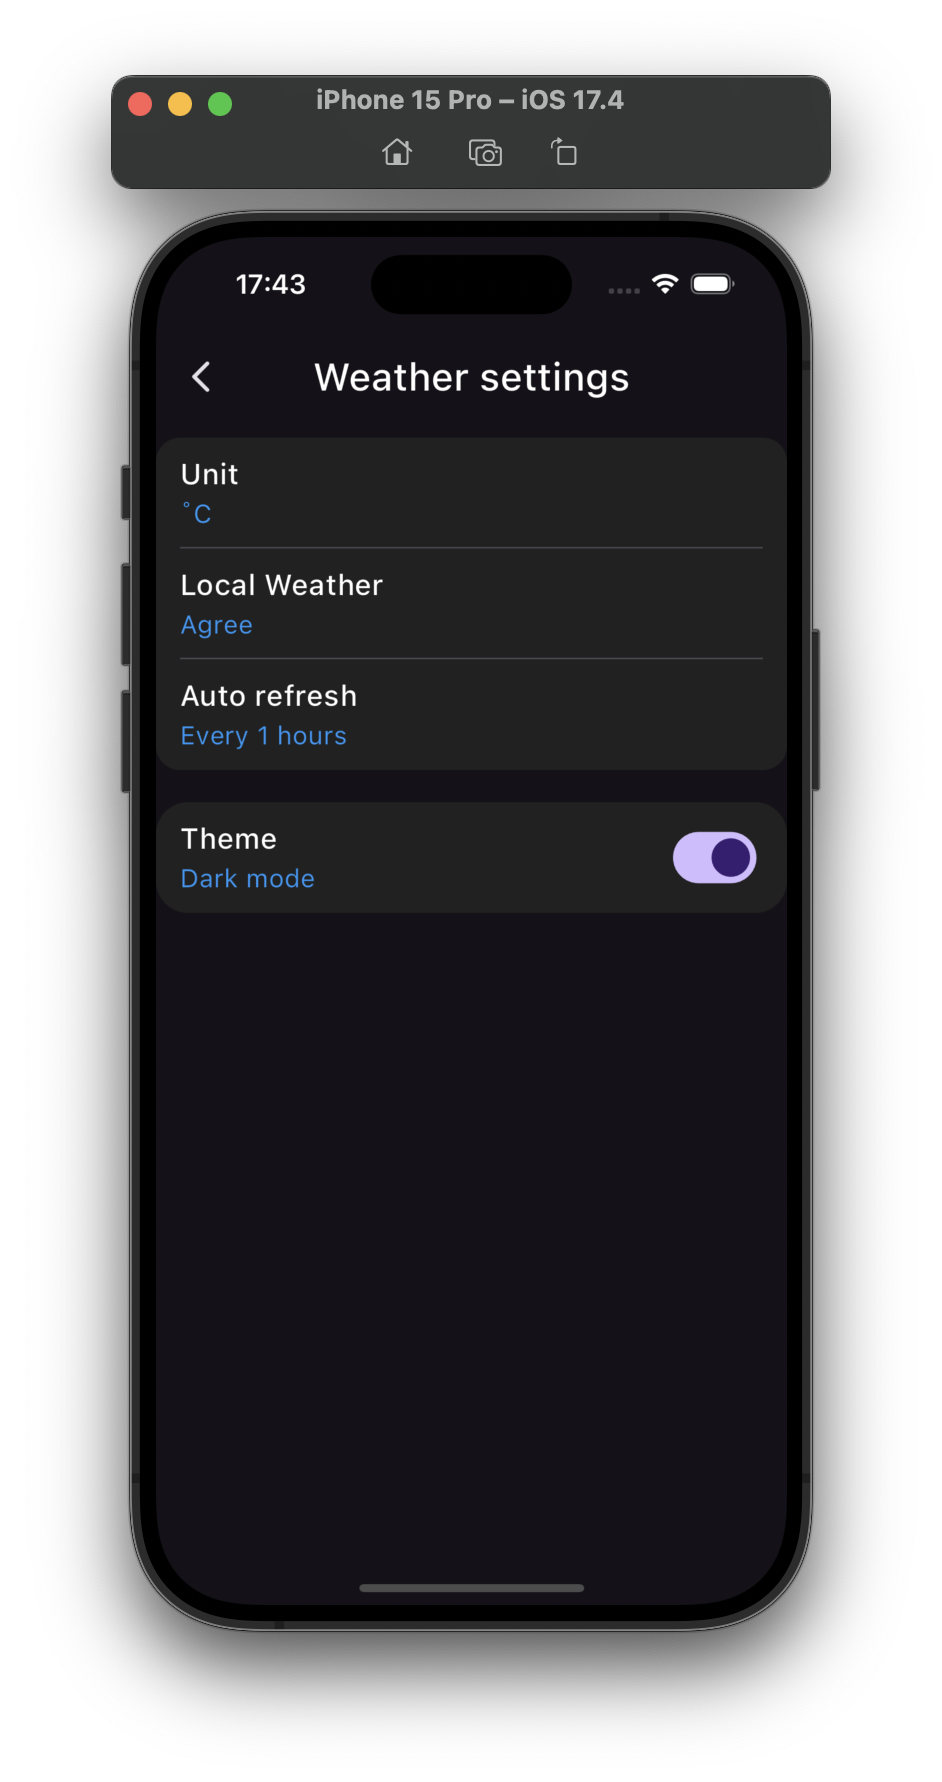 iPhone 15 Pro – iOS 17.4
17:43
Weather settings
Unit
°C
Local Weather
Agree
Auto refresh
Every 1 hours
Theme
Dark mode